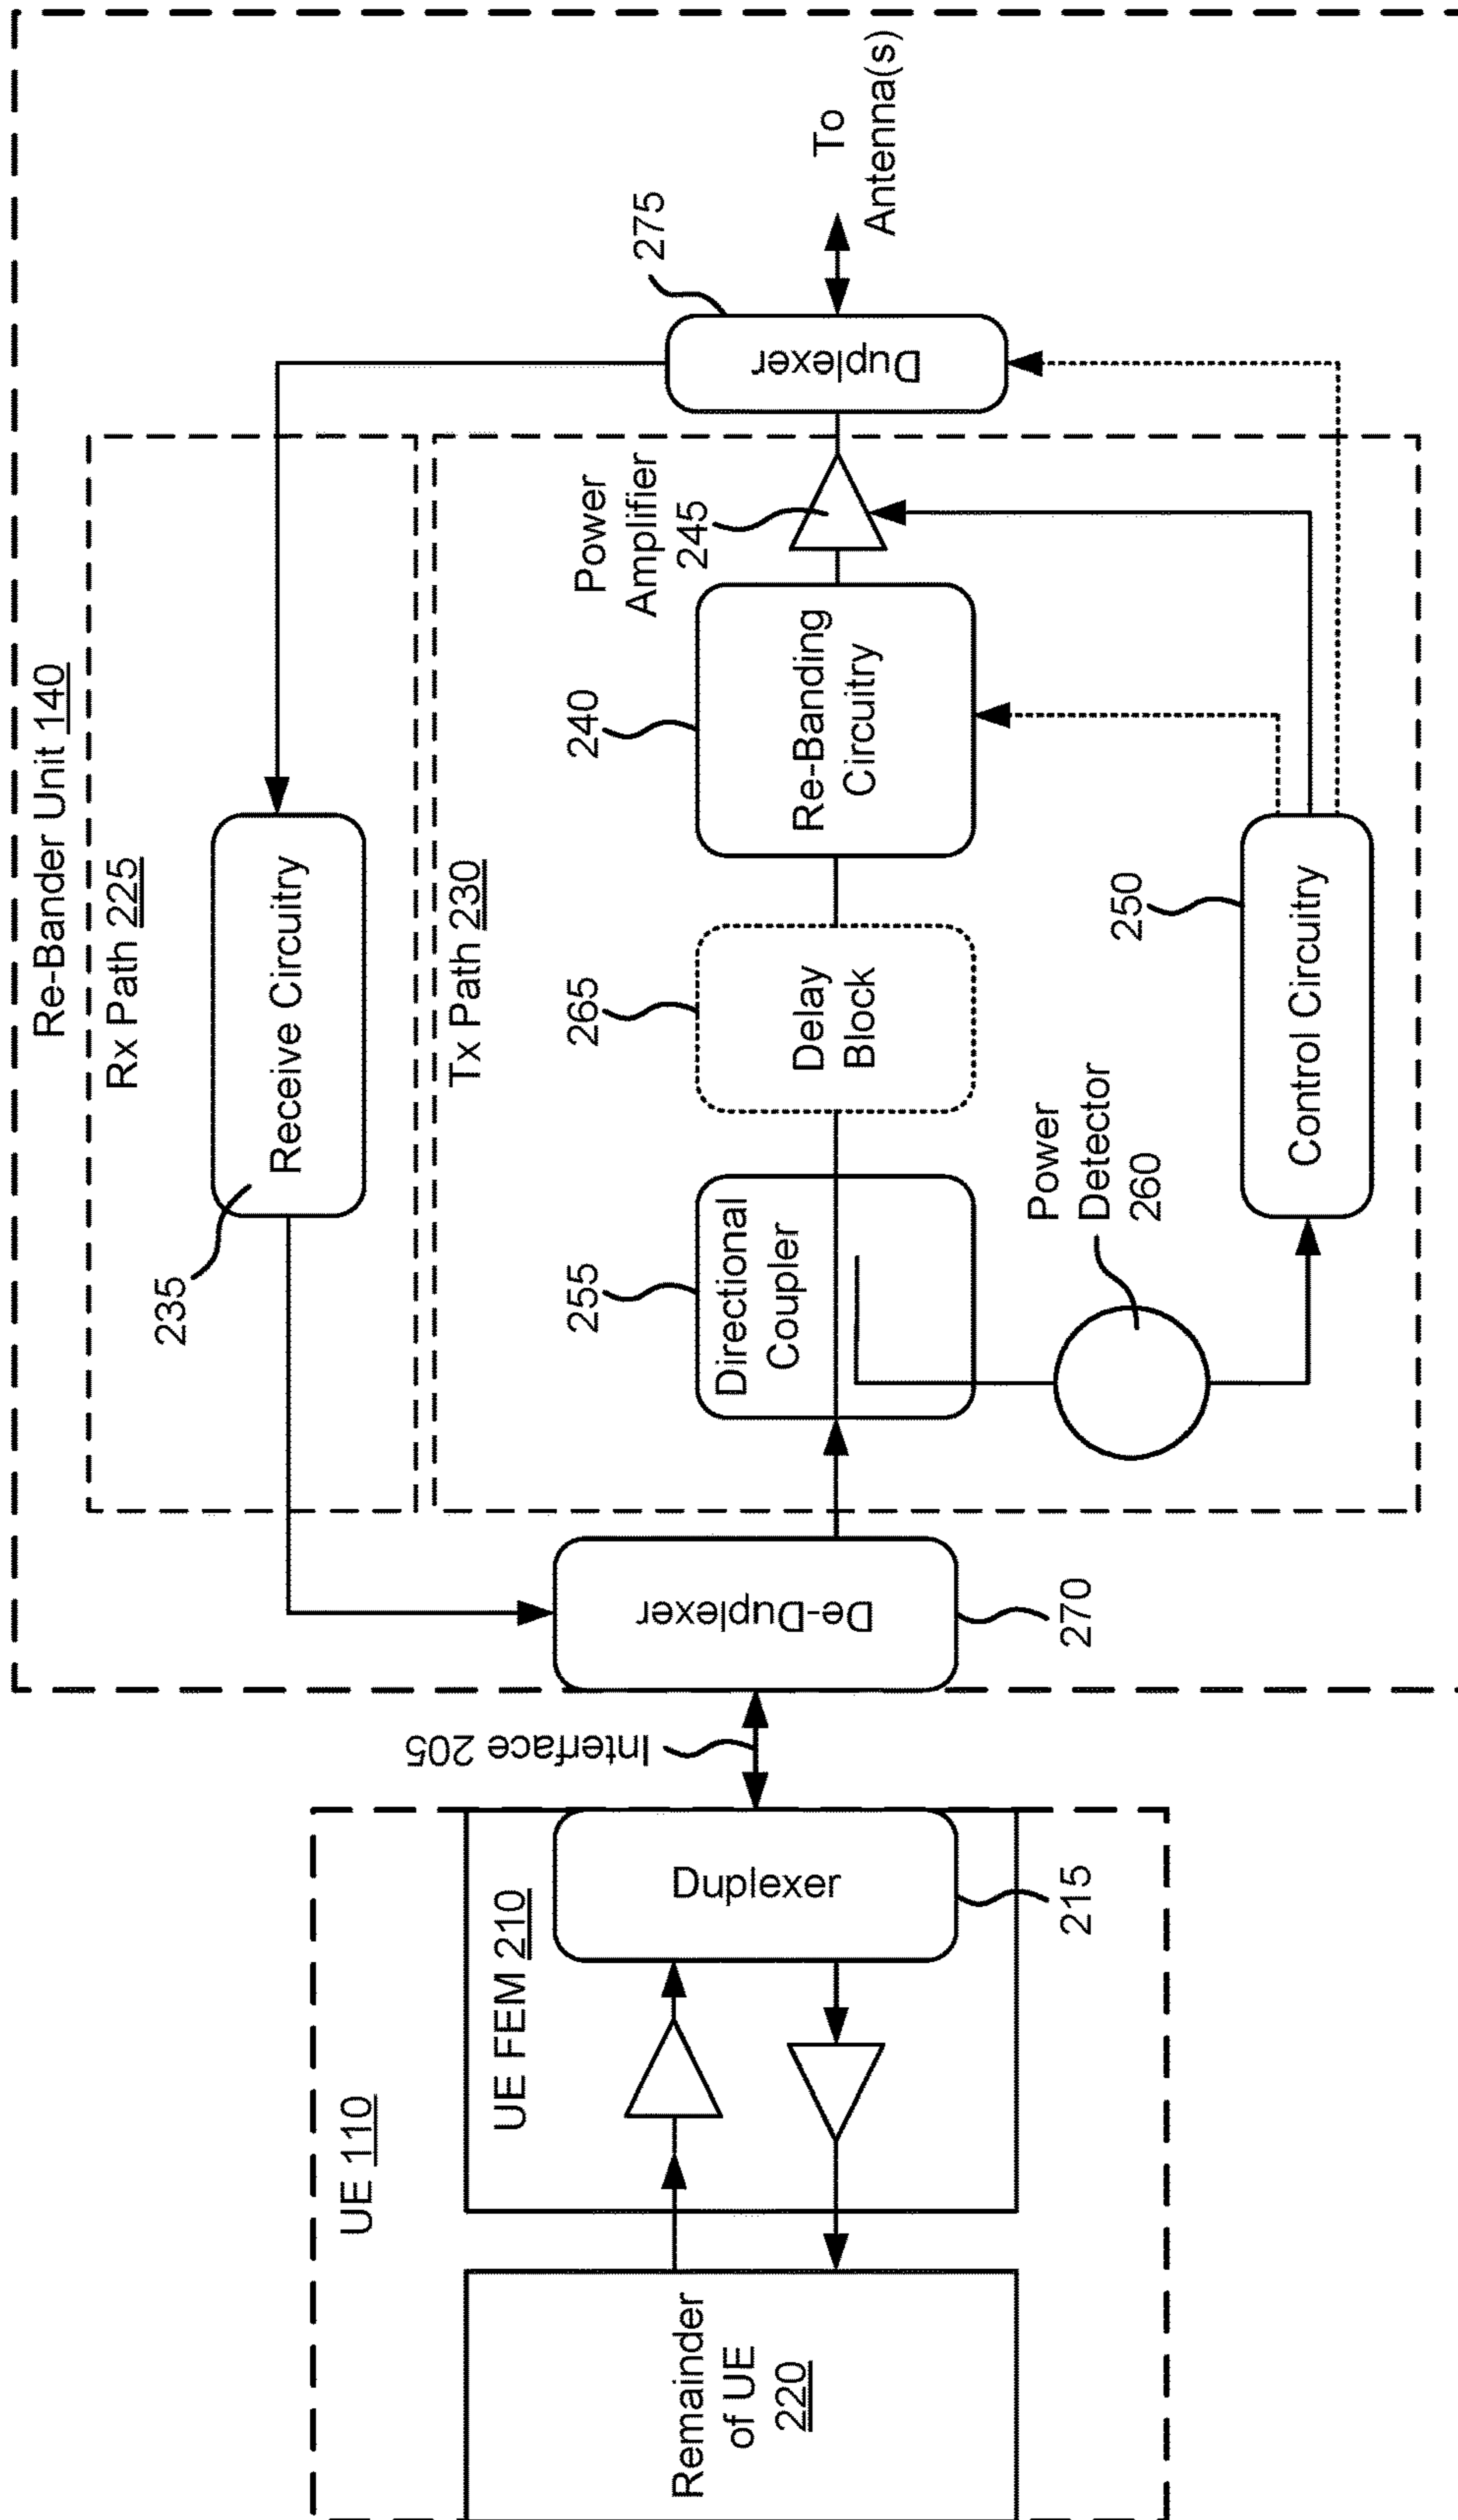 Re-Bander Unit 140
Rx Path 225
235
Receive Circuitry
Tx Path 230
255
Directional
Coupler
265
Delay
Block
240
Re-Banding
Circuitry
Power
Amplifier
245
275
Duplexer
To
Antenna(s)
Power
Detector
260
250
Control Circuitry
De-Duplexer
270
Interface 205
UE 110
UE FEM 210
Duplexer
215
Remainder
of UE
220